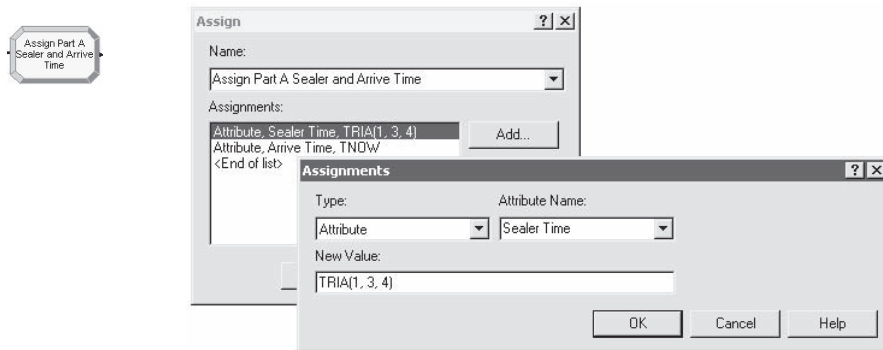 Assign Part A
Sealer and Arrive
Time
Assign
Name:
Assign Part A Sealer and Arrive Time
Assignments:
Attribute, Sealer Time, TRIA(1, 3, 4)
Attribute, Arrive Time, TNOW
<End of list>
Add...
Assignments
Type:
Attribute Name:
Attribute
Sealer Time
New Value:
TRIA(1, 3, 4)
OK
Cancel
Help